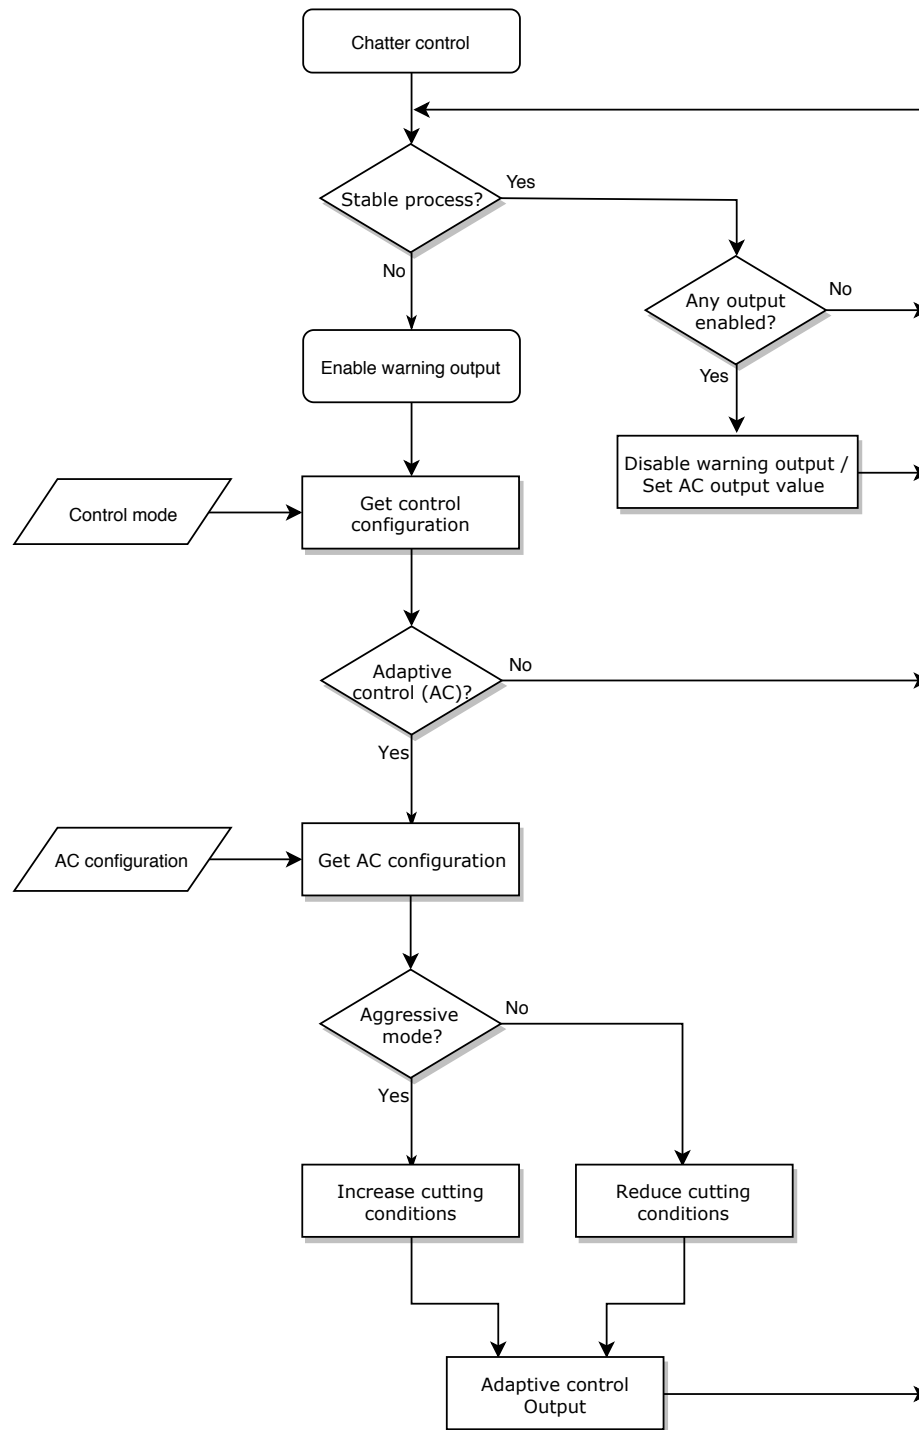 Chatter control
Stable process?
Yes
No
Any output
enabled?
No
Yes
Enable warning output
Disable warning output /
Set AC output value
Control mode
Get control
configuration
Adaptive
control (AC)?
No
Yes
AC configuration
Get AC configuration
Aggressive
mode?
No
Yes
Increase cutting
conditions
Reduce cutting
conditions
Adaptive control
Output